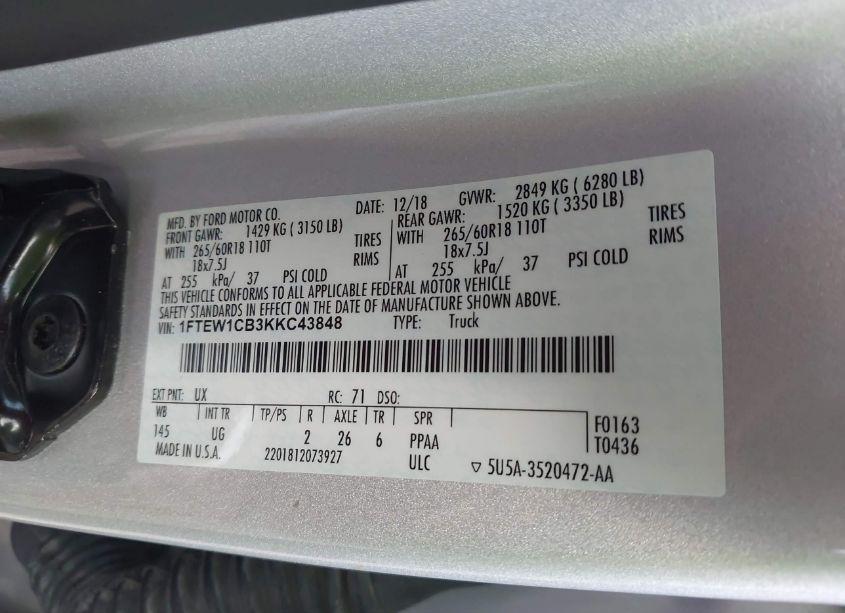 MFD. BY FORD MOTOR CO. DATE: 12/18 GVWR: 2849 KG ( 6280 LB)
FRONT GAWR: 1429 KG ( 3150 LB) REAR GAWR: 1520 KG ( 3350 LB)
WITH 265/60R18 110T TIRES WITH 265/60R18 110T TIRES
18x7.5J RIMS 18x7.5J RIMS
AT 255 kPa/ 37 PSI COLD AT 255 kPa/ 37 PSI COLD
THIS VEHICLE CONFORMS TO ALL APPLICABLE FEDERAL MOTOR VEHICLE
SAFETY STANDARDS IN EFFECT ON THE DATE OF MANUFACTURE SHOWN ABOVE.
VIN: 1FTEW1CB3KKC43848 TYPE: Truck
EXT PNT: UX RC: 71 DSO:
WB INT TR TP/PS R AXLE TR SPR F0163
145 UG 2 26 6 PPAA T0436
MADE IN U.S.A. 2201812073927 ULC ▽ 5U5A-3520472-AA